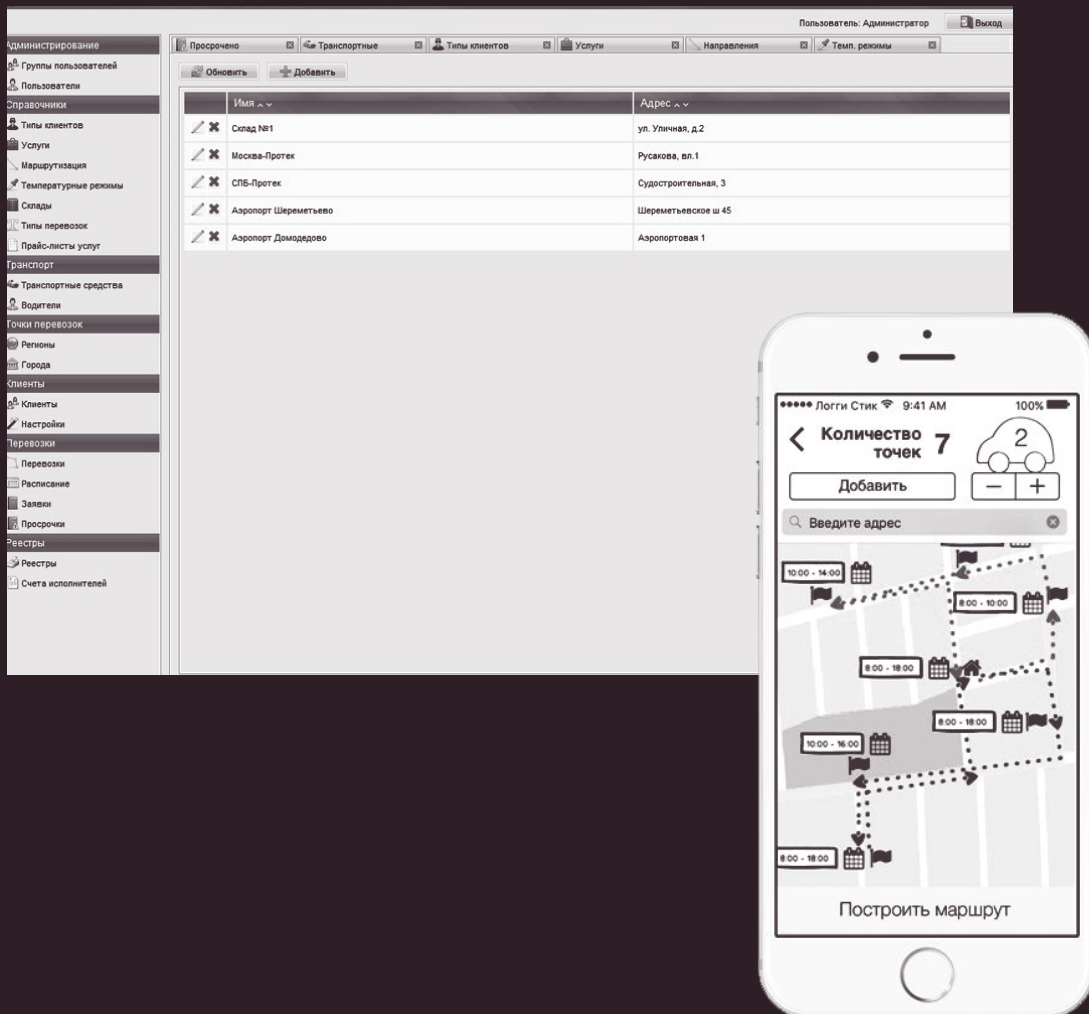 Пользователь: Администратор
Выход
Администрирование
Группы пользователей
Пользователи
Справочники
Типы клиентов
Услуги
Маршрутизация
Температурные режимы
Склады
Типы перевозок
Прайс-листы услуг
Транспорт
Транспортные средства
Водители
Точки перевозок
Регионы
Города
Клиенты
Клиенты
Настройки
Перевозки
Перевозки
Расписание
Заявки
Просрочки
Реестры
Реестры
Счета исполнителей
Просрочено
Транспортные
Типы клиентов
Услуги
Направления
Темп. режимы
Обновить
Добавить
Имя
Адрес
Склад №1
ул. Уличная, д.2
Москва-Протек
Русакова, вл.1
СПБ-Протек
Судостроительная, 3
Аэропорт Шереметьево
Шереметьевское ш 45
Аэропорт Домодедово
Аэропортовая 1
Логги Стик 9:41 AM 100%
Количество
точек
7
2
Добавить
− +
Введите адрес
10:00 - 14:00
8:00 - 10:00
8:00 - 18:00
8:00 - 18:00
10:00 - 16:00
8:00 - 18:00
Построить маршрут